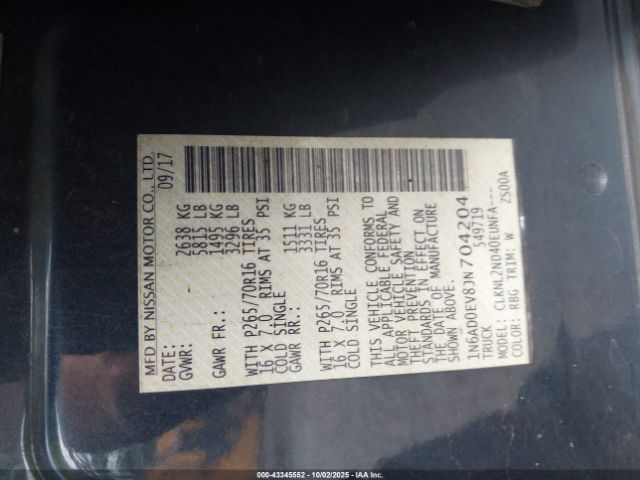 MFD BY NISSAN MOTOR CO., LTD.
DATE: 09/17
GVWR: 2638 KG
5815 LB
GAWR FR.: 1495 KG
3296 LB
WITH P265/70R16 TIRES
16 X 7.0 RIMS AT 35 PSI
COLD SINGLE
GAWR RR.: 1511 KG
3331 LB
WITH P265/70R16 TIRES
16 X 7.0 RIMS AT 35 PSI
COLD SINGLE
THIS VEHICLE CONFORMS TO
ALL APPLICABLE FEDERAL
MOTOR VEHICLE SAFETY AND
THEFT PREVENTION
STANDARDS IN EFFECT ON
THE DATE OF MANUFACTURE
SHOWN ABOVE.
1N6AD0EV8JN704204
TRUCK 549719
MODEL: CLKNLZND40EUNFA---
COLOR: RBG TRIM: W ZS00A
00-43345552 - 10/02/2025 - IAA.